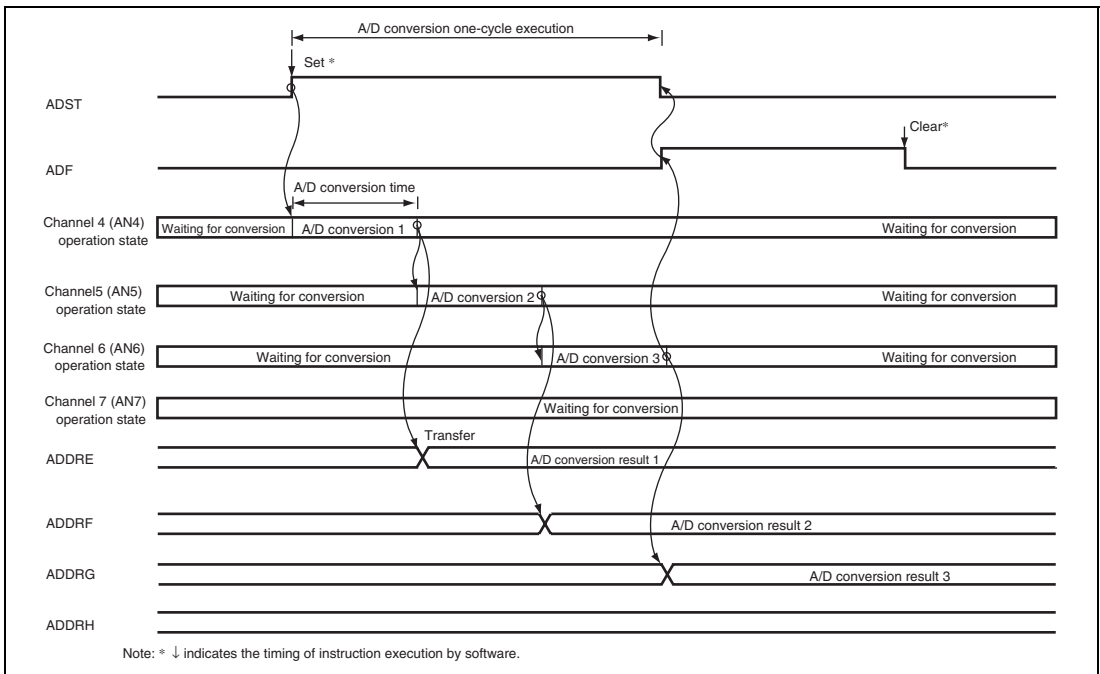 A/D conversion one-cycle execution
Set *
ADST
Clear*
ADF
A/D conversion time
Channel 4 (AN4)
operation state
Waiting for conversion
A/D conversion 1
Waiting for conversion
Channel5 (AN5)
operation state
Waiting for conversion
A/D conversion 2
Waiting for conversion
Channel 6 (AN6)
operation state
Waiting for conversion
A/D conversion 3
Waiting for conversion
Channel 7 (AN7)
operation state
Waiting for conversion
Transfer
ADDRE
A/D conversion result 1
ADDRF
A/D conversion result 2
ADDRG
A/D conversion result 3
ADDRH
Note: * ↓ indicates the timing of instruction execution by software.